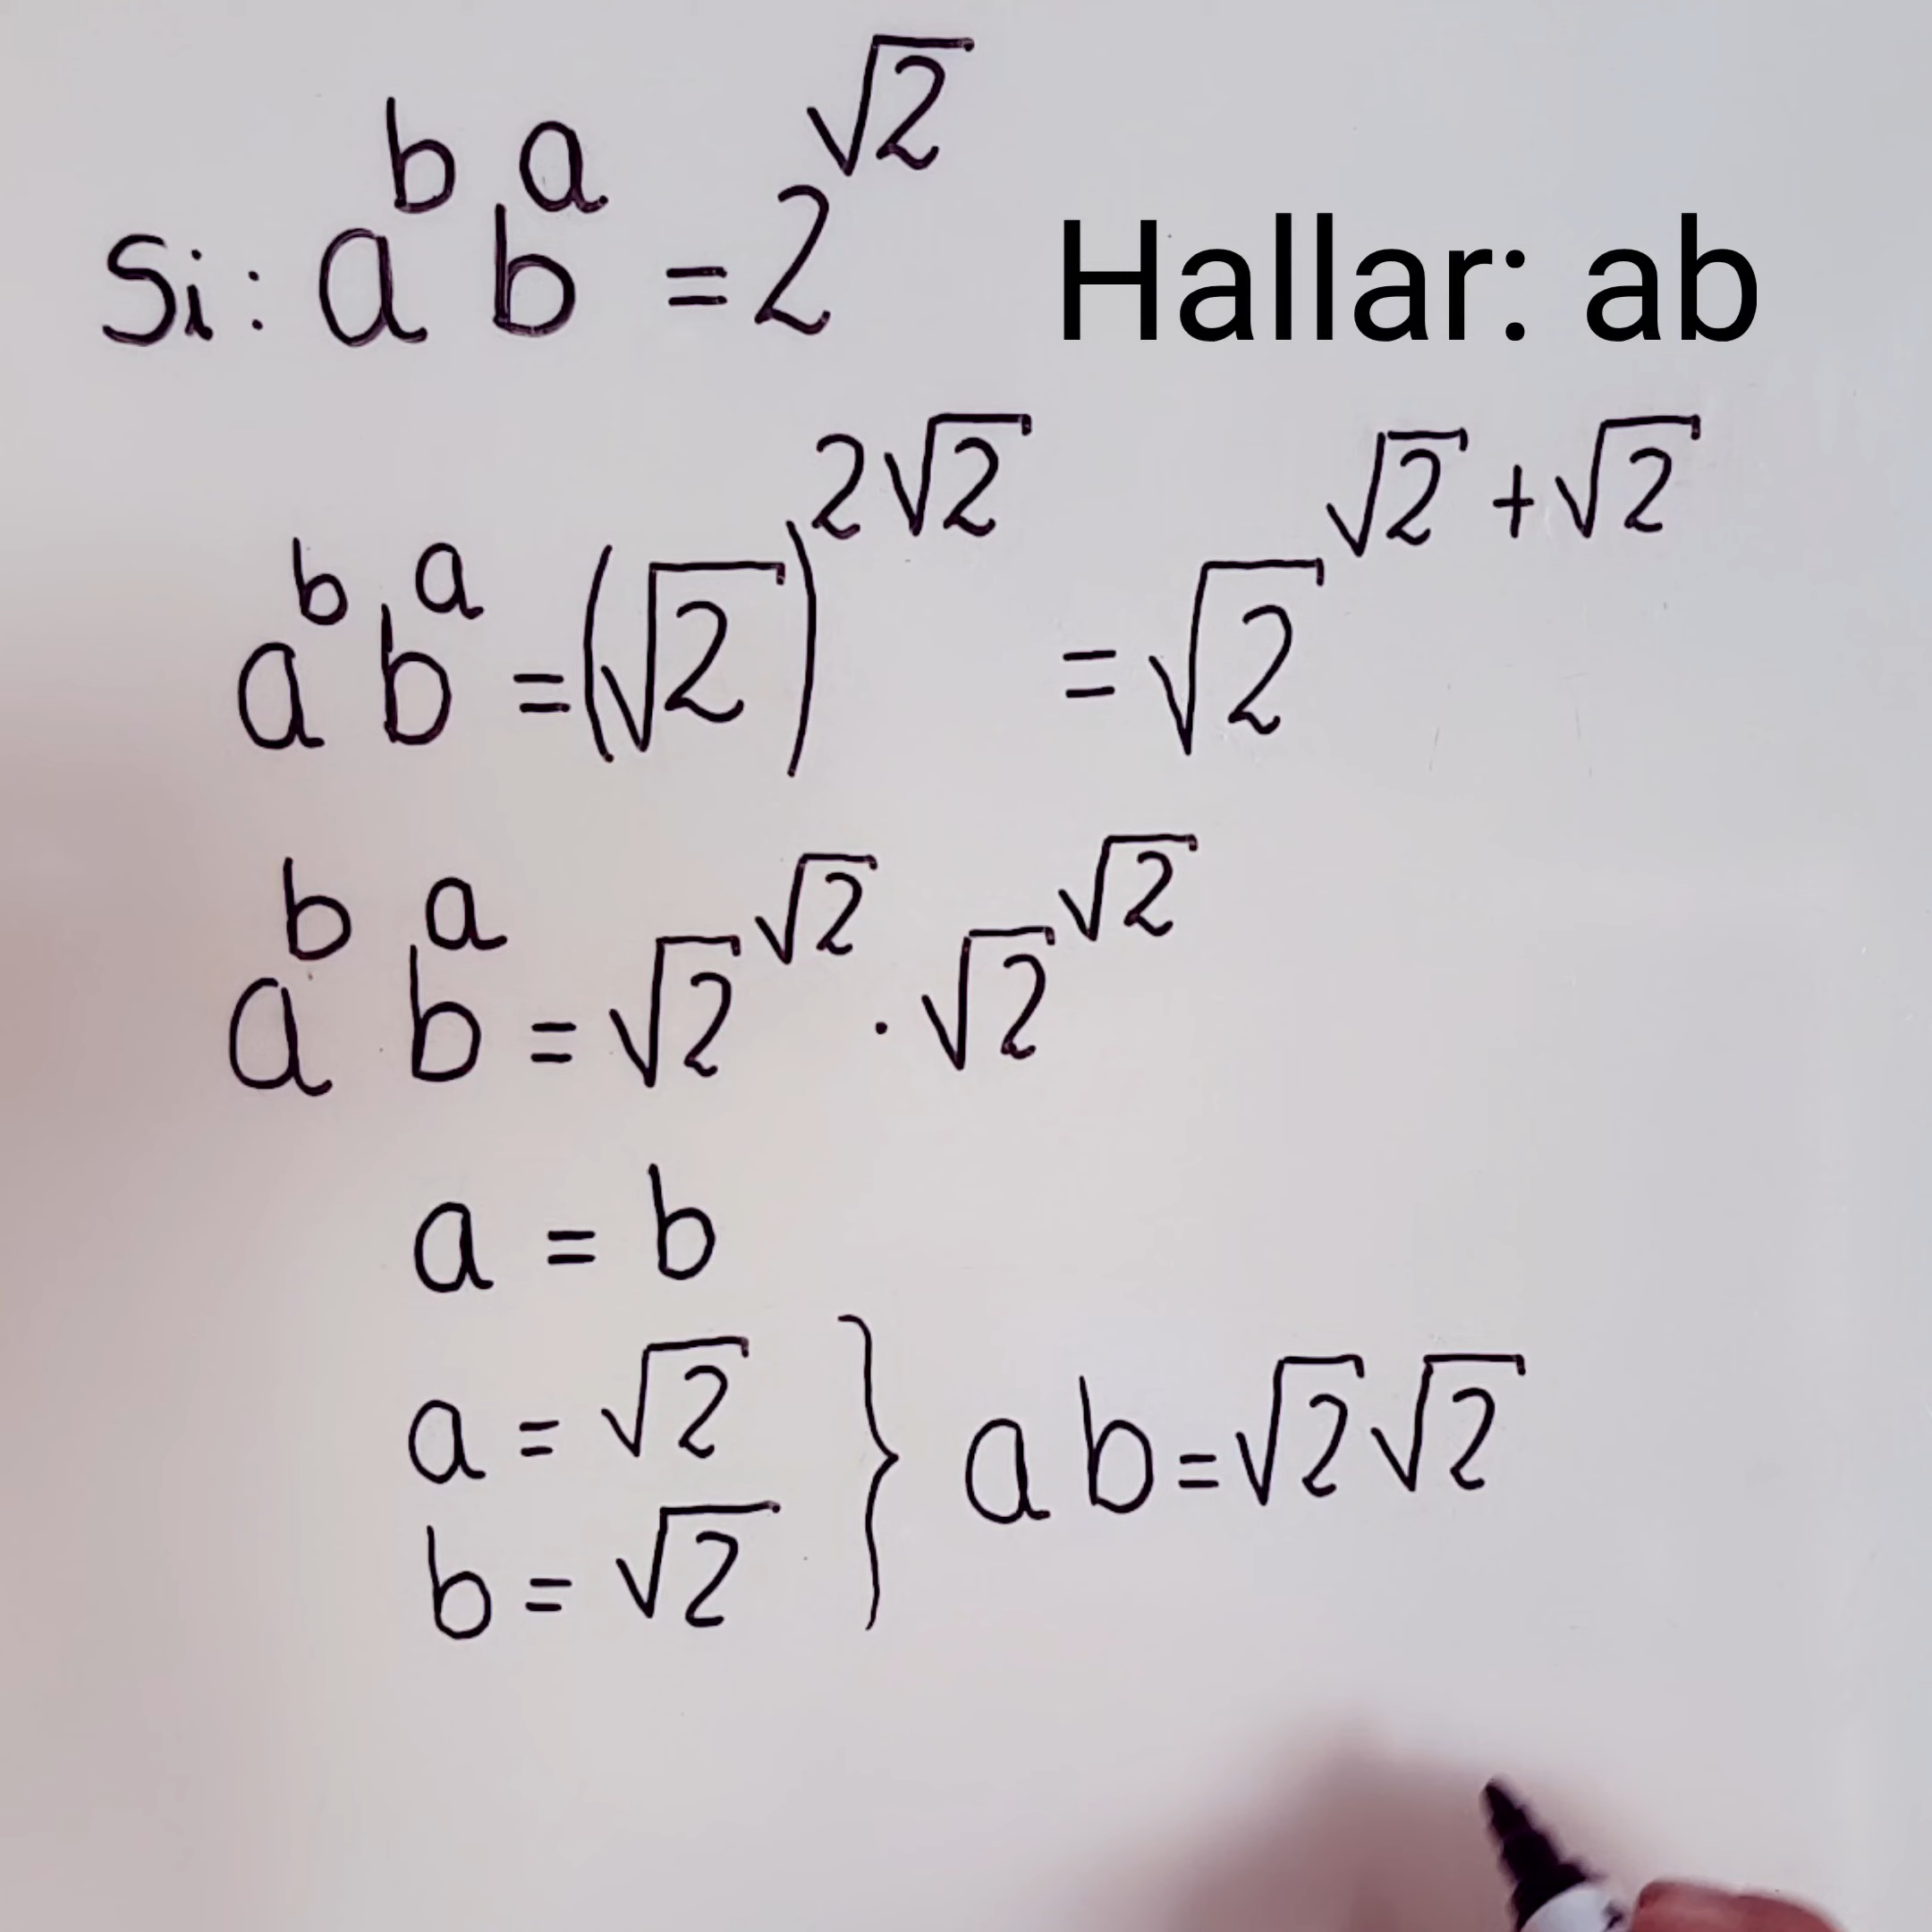 Si: a^b b^a = 2^√2 Hallar: ab
a^b b^a = (√2)^2√2 = √2^√2+√2
a^b b^a = √2^√2 · √2^√2
a = b
a = √2 } ab = √2 √2
b = √2